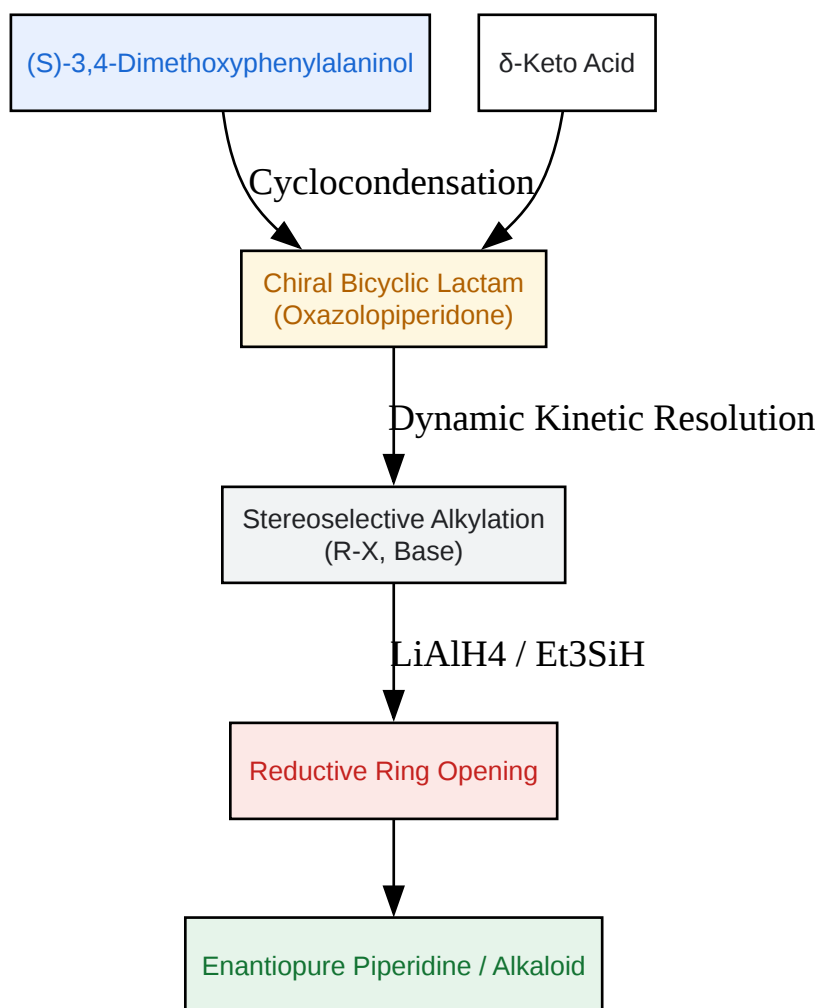 (S)-3,4-Dimethoxyphenylalaninol
δ-Keto Acid
Cyclocondensation
Chiral Bicyclic Lactam
(Oxazolopiperidone)
Dynamic Kinetic Resolution
Stereoselective Alkylation
(R-X, Base)
LiAlH4 / Et3SiH
Reductive Ring Opening
Enantiopure Piperidine / Alkaloid